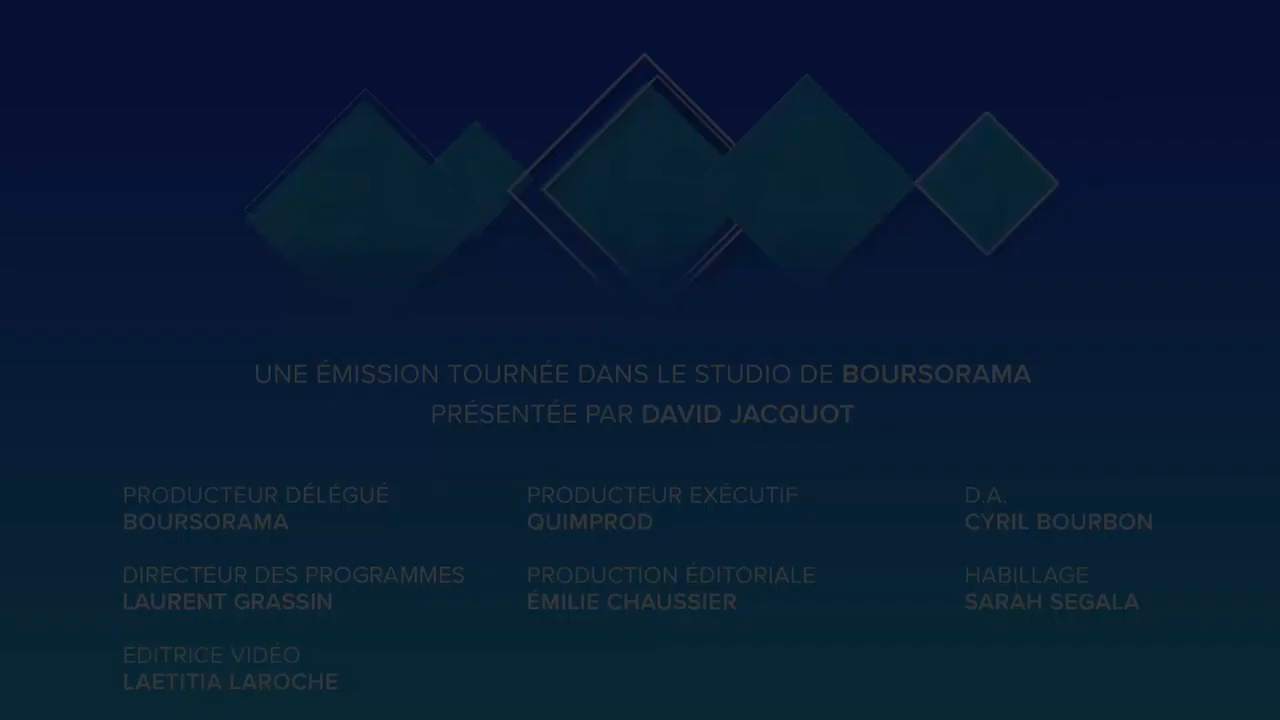 UNE ÉMISSION TOURNÉE DANS LE STUDIO DE BOURSORAMA
PRÉSENTÉE PAR DAVID JACQUOT
PRODUCTEUR DÉLÉGUÉ
BOURSORAMA
DIRECTEUR DES PROGRAMMES
LAURENT GRASSIN
ÉDITRICE VIDÉO
LAETITIA LAROCHE
PRODUCTEUR EXÉCUTIF
QUIMPROD
PRODUCTION ÉDITORIALE
ÉMILIE CHAUSSIER
D.A.
CYRIL BOURBON
HABILLAGE
SARAH SEGALA